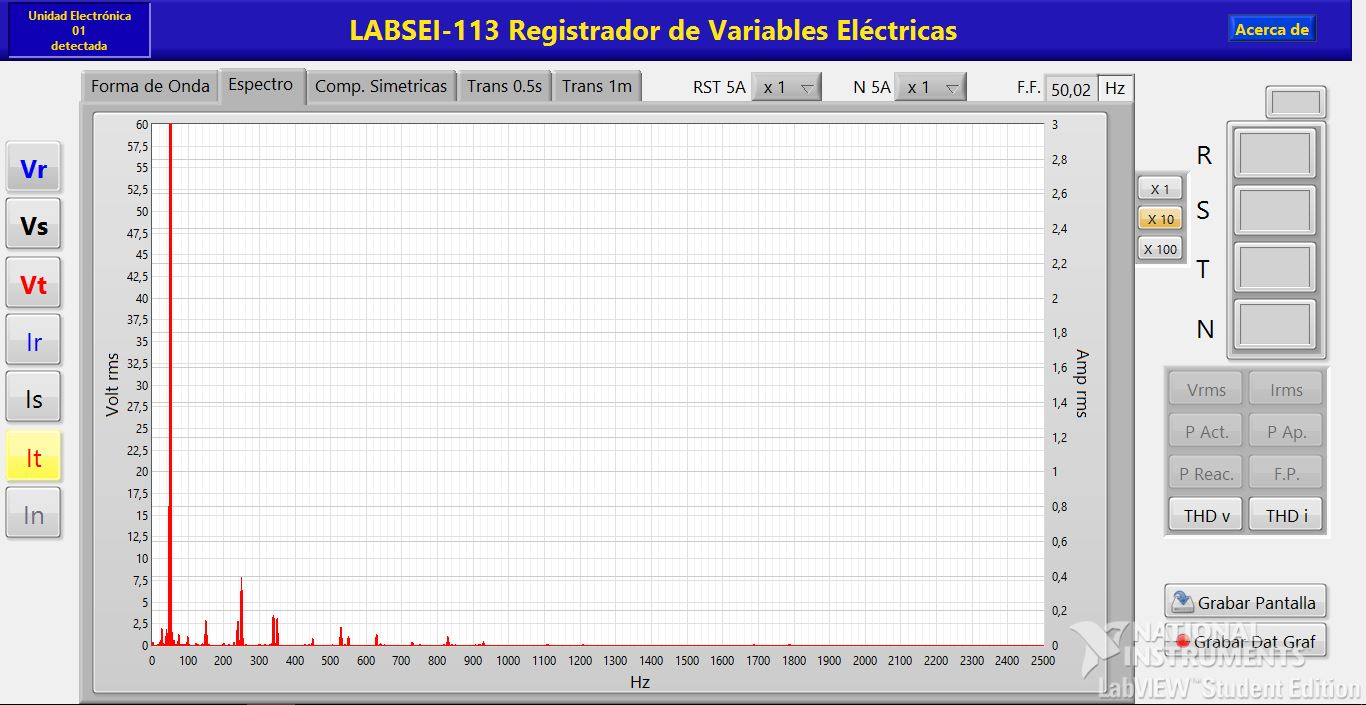 Unidad Electrónica
01
detectada
LABSEI-113 Registrador de Variables Eléctricas
Acerca de
Forma de Onda
Espectro
Comp. Simetricas
Trans 0.5s
Trans 1m
RST 5A
x 1
N 5A
x 1
F.F.
50,02
Hz
Vr
Vs
Vt
Ir
Is
It
In
Volt rms
60
57,5
55
52,5
50
47,5
45
42,5
40
37,5
35
32,5
30
27,5
25
22,5
20
17,5
15
12,5
10
7,5
5
2,5
0
0 100 200 300 400 500 600 700 800 900 1000 1100 1200 1300 1400 1500 1600 1700 1800 1900 2000 2100 2200 2300 2400 2500
Hz
3
2,8
2,6
2,4
2,2
2
1,8
1,6
1,4
1,2
1
0,8
0,6
0,4
0,2
0
Amp rms
X 1
X 10
X 100
R
S
T
N
Vrms
Irms
P Act.
P Ap.
P Reac.
F.P.
THD v
THD i
Grabar Pantalla
Grabar Dat Graf
NATIONAL
INSTRUMENTS
LabVIEW™ Student Edition